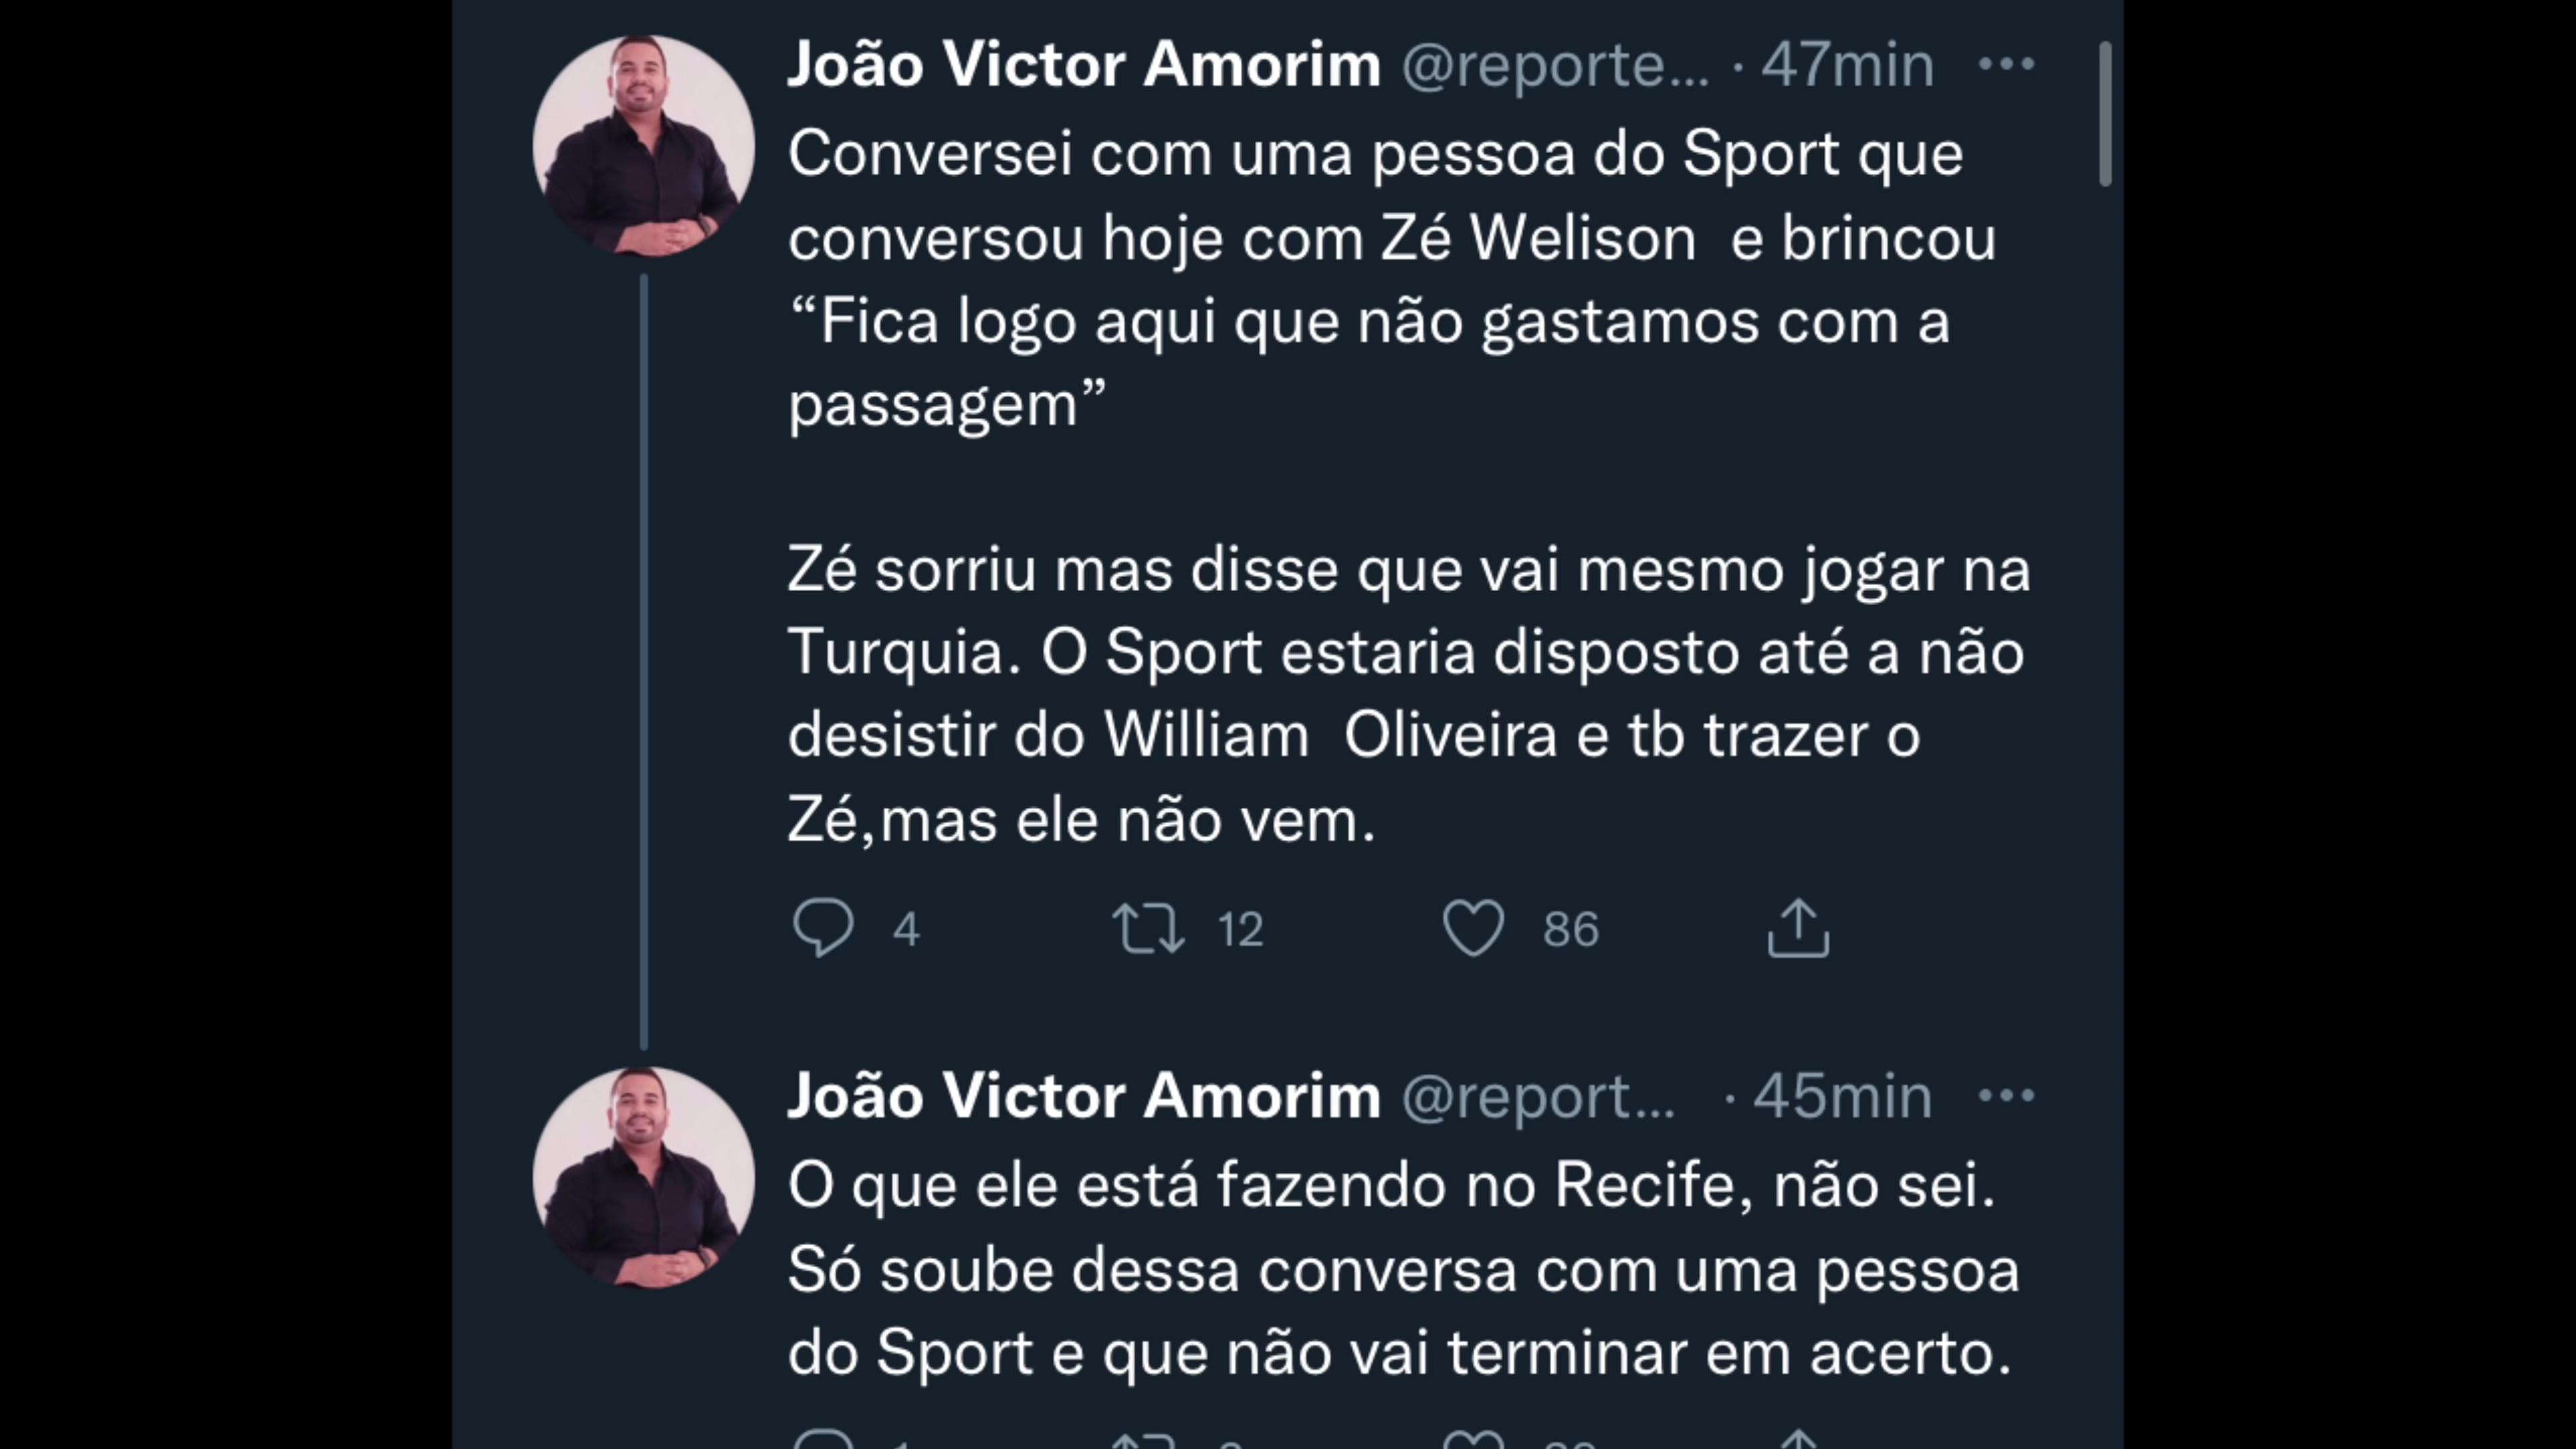 João Victor Amorim @reporte... · 47min
Conversei com uma pessoa do Sport que
conversou hoje com Zé Welison  e brincou
“Fica logo aqui que não gastamos com a
passagem”
Zé sorriu mas disse que vai mesmo jogar na
Turquia. O Sport estaria disposto até a não
desistir do William  Oliveira e tb trazer o
Zé,mas ele não vem.
4 12 86
João Victor Amorim @report... · 45min
O que ele está fazendo no Recife, não sei.
Só soube dessa conversa com uma pessoa
do Sport e que não vai terminar em acerto.